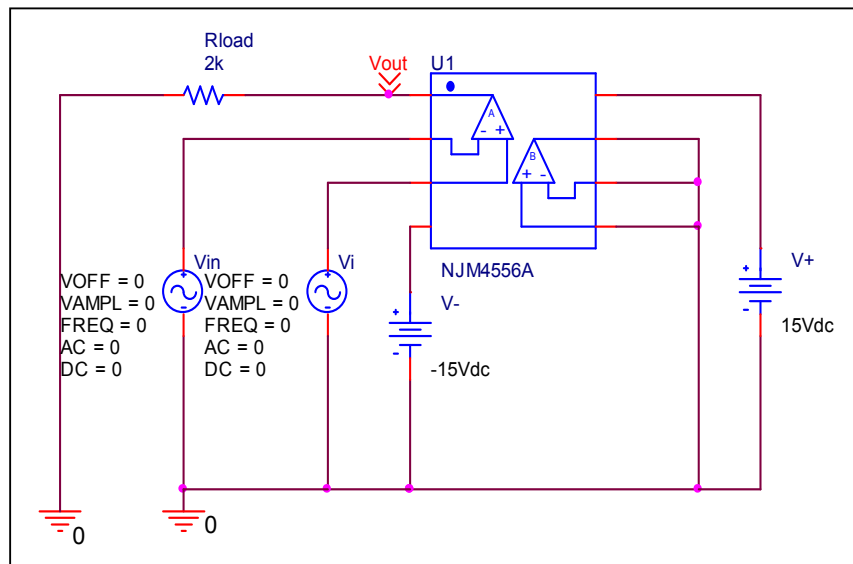 Rload
2k
Vout
U1
A
- +
B
+ -
NJM4556A
Vin
VOFF = 0
VAMPL = 0
FREQ = 0
AC = 0
DC = 0
+
-
Vi
VOFF = 0
VAMPL = 0
FREQ = 0
AC = 0
DC = 0
+
-
V-
+
-
-15Vdc
V+
+
-
15Vdc
0
0